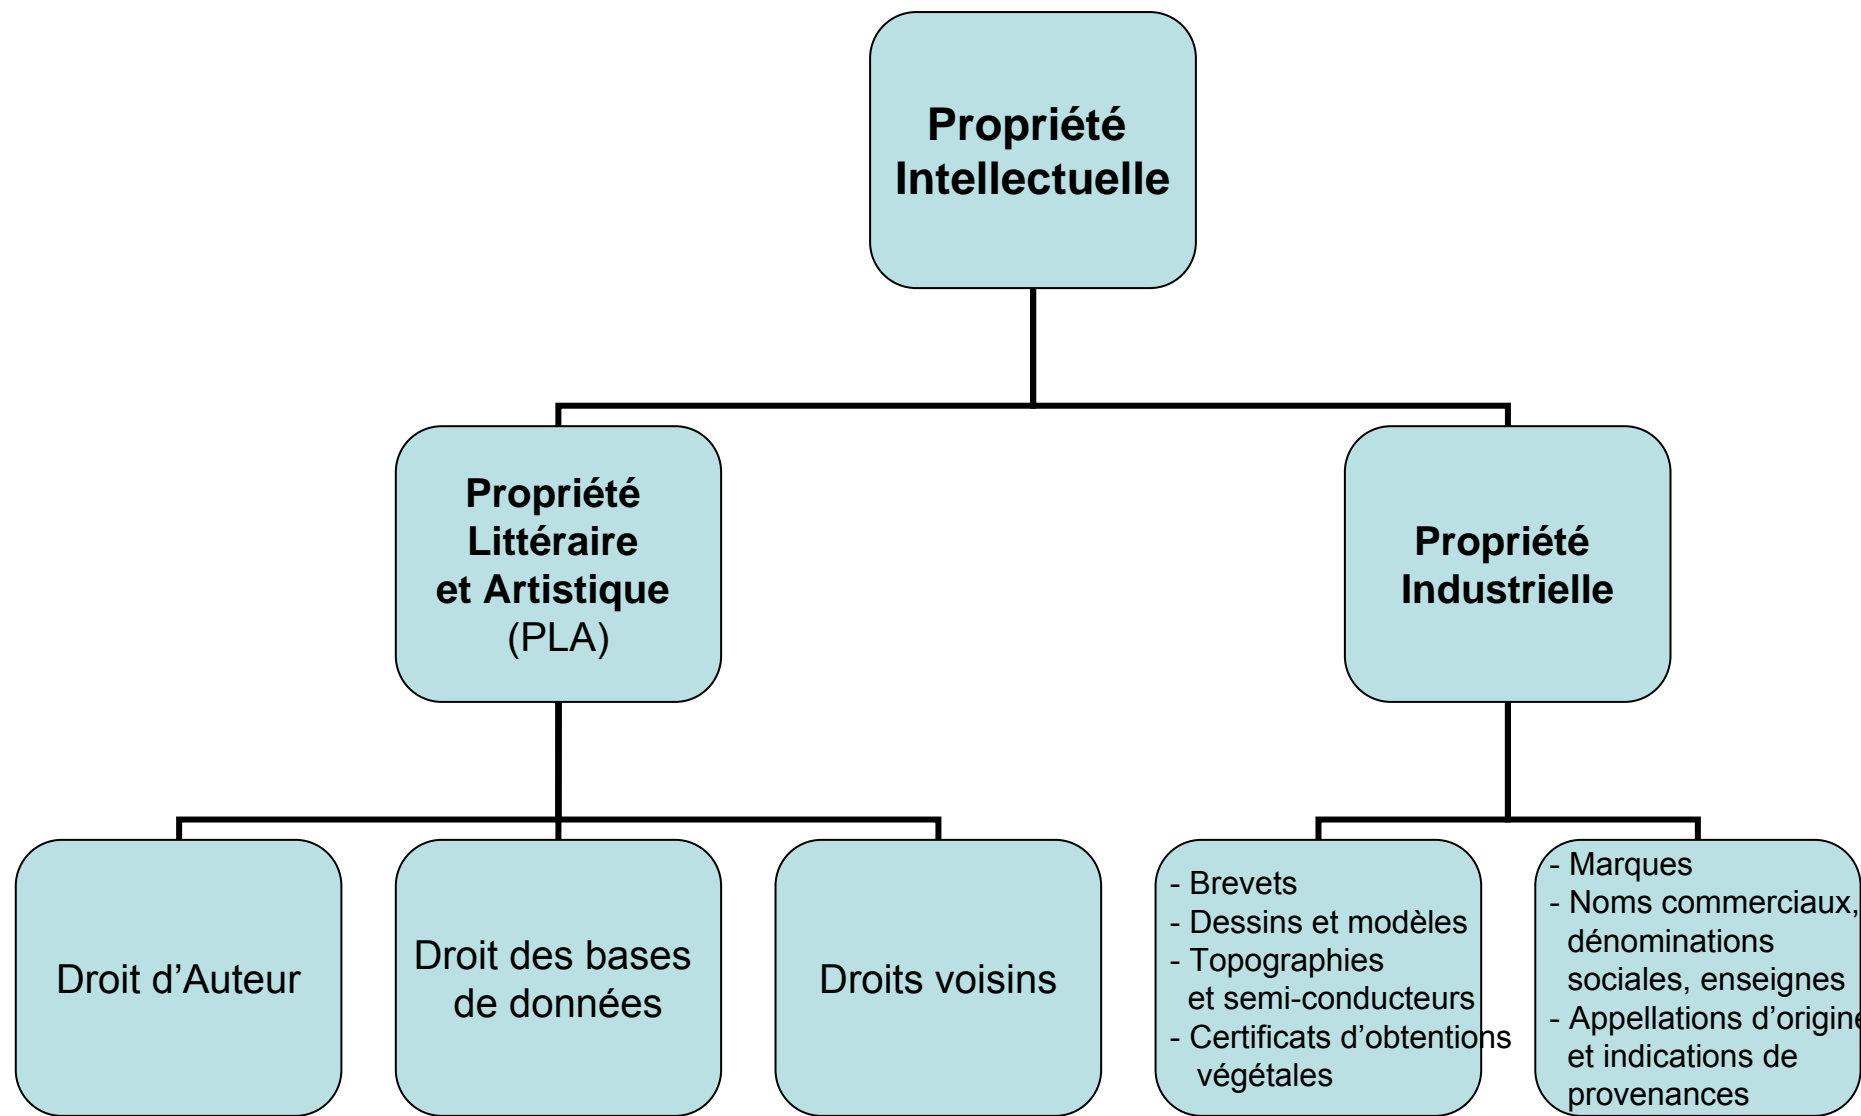 Propriété
Intellectuelle
Propriété
Littéraire
et Artistique
(PLA)
Propriété
Industrielle
Droit d’Auteur
Droit des bases
de données
Droits voisins
- Brevets
- Dessins et modèles
- Topographies
et semi-conducteurs
- Certificats d’obtentions
végétales
- Marques
- Noms commerciaux,
dénominations
sociales, enseignes
- Appellations d’origine
et indications de
provenances